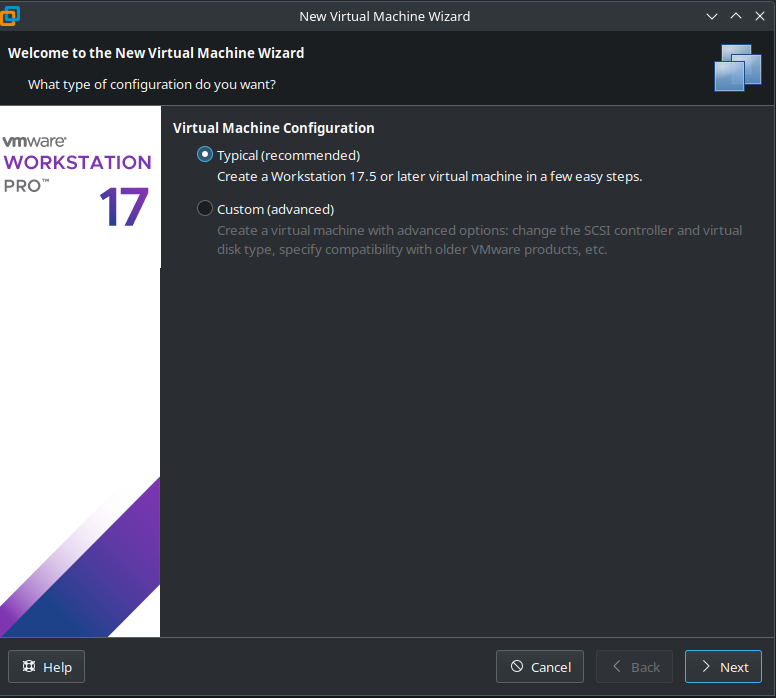 New Virtual Machine Wizard
Welcome to the New Virtual Machine Wizard
What type of configuration do you want?
vmware®
WORKSTATION
PRO™
17
Virtual Machine Configuration
Typical (recommended)
Create a Workstation 17.5 or later virtual machine in a few easy steps.
Custom (advanced)
Create a virtual machine with advanced options: change the SCSI controller and virtual
disk type, specify compatibility with older VMware products, etc.
Help
Cancel
Back
Next